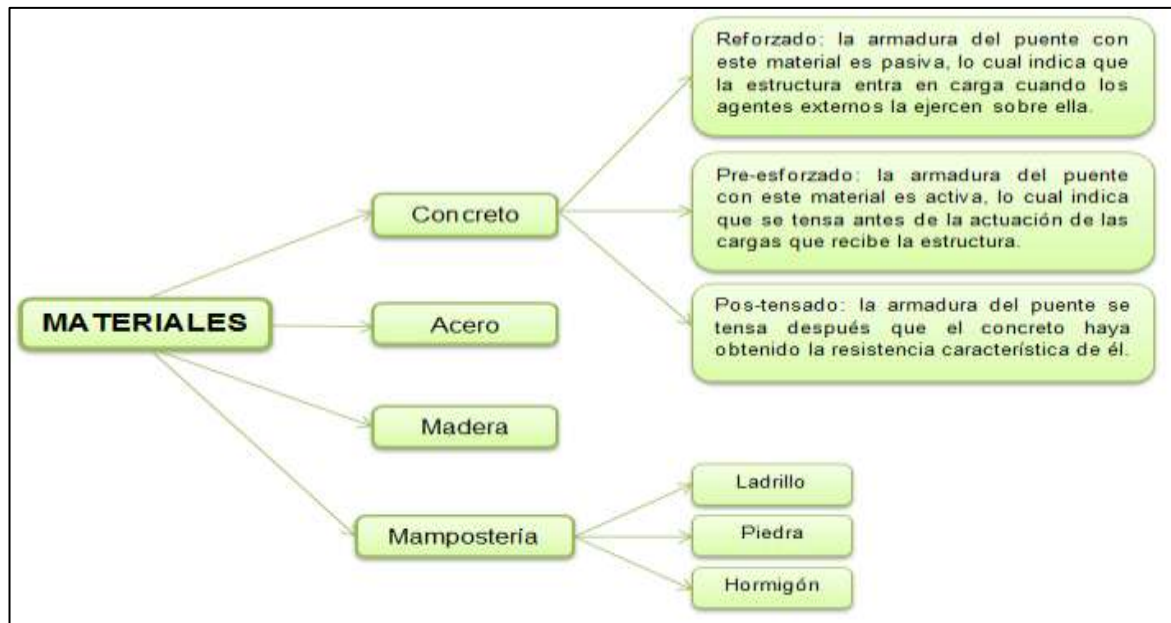 Reforzado: la armadura del puente con
este material es pasiva, lo cual indica que
la estructura entra en carga cuando los
agentes externos la ejercen sobre ella.
Pre-esforzado: la armadura del puente
con este material es activa, lo cual indica
que se tensa antes de la actuación de las
cargas que recibe la estructura.
Concreto
MATERIALES
Acero
Pos-tensado: la armadura del puente se
tensa después que el concreto haya
obtenido la resistencia característica de él.
Madera
Mampostería
Ladrillo
Piedra
Hormigón